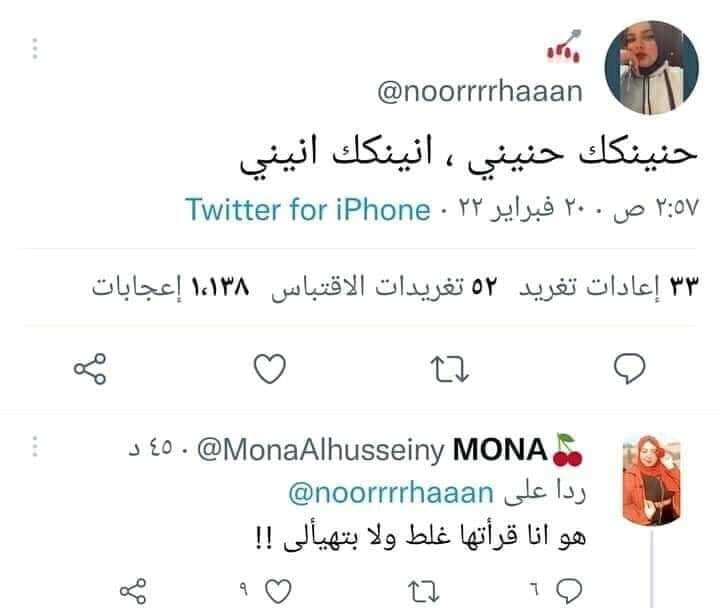 @noorrrrhaaan
حنينكك حنيني ، انينكك انيني
٢:٥٧ ص . ٢٠ فبراير ٢٢ . Twitter for iPhone
٣٣ إعادات تغريد ٥٢ تغريدات الاقتباس ١،١٣٨ إعجابات
MONA🍒 @MonaAlhusseiny . ٤٥ د
ردا على @noorrrrhaaan
هو انا قرأتها غلط ولا بتهيألى !!
٦ ٩